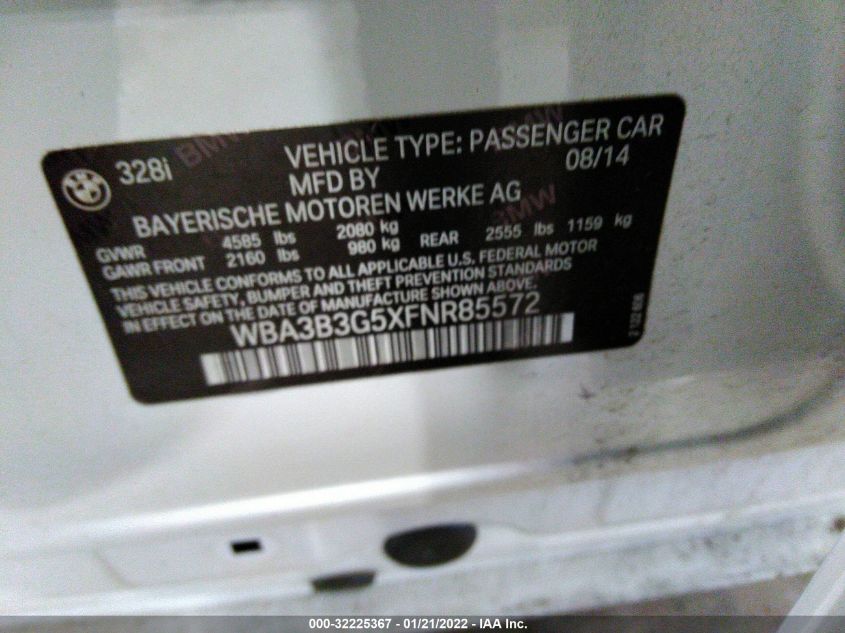 328i
VEHICLE TYPE: PASSENGER CAR
MFD BY 08/14
BAYERISCHE MOTOREN WERKE AG
GVWR 4585 lbs 2080 kg
GAWR FRONT 2160 lbs 980 kg REAR 2555 lbs 1159 kg
THIS VEHICLE CONFORMS TO ALL APPLICABLE U.S. FEDERAL MOTOR
VEHICLE SAFETY, BUMPER AND THEFT PREVENTION STANDARDS
IN EFFECT ON THE DATE OF MANUFACTURE SHOWN ABOVE.
WBA3B3G5XFNR85572
000-32225367 - 01/21/2022 - IAA Inc.